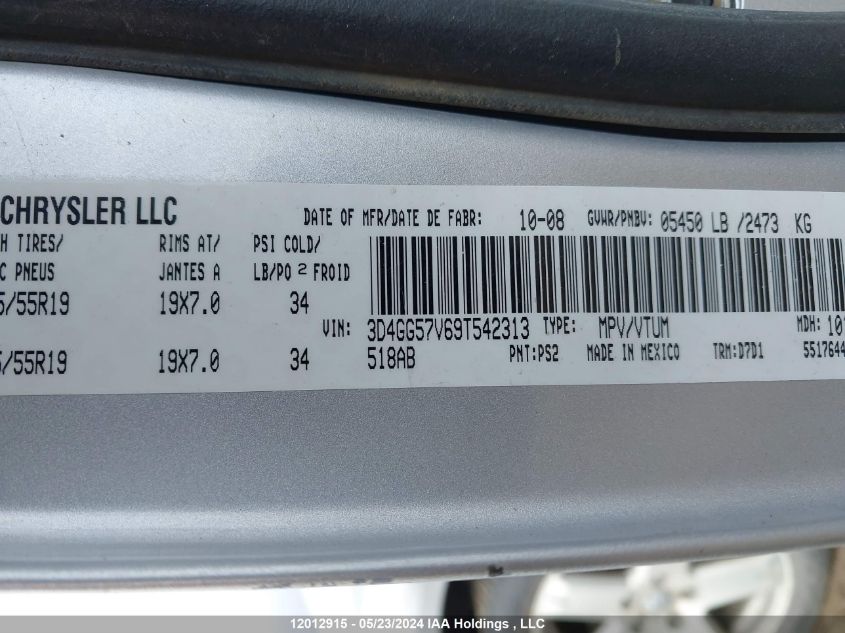 CHRYSLER LLC DATE OF MFR/DATE DE FABR: 10-08 GVWR/PNBV: 05450 LB /2473 KG
H TIRES/ RIMS AT/ PSI COLD/
C PNEUS JANTES A LB/PO 2 FROID
5/55R19 19X7.0 34
VIN: 3D4GG57V69T542313 TYPE: MPV/VTUM MDH: 101
5/55R19 19X7.0 34 518AB PNT:PS2 MADE IN MEXICO TRM:D7D1 5517644
12012915 - 05/23/2024 IAA Holdings , LLC